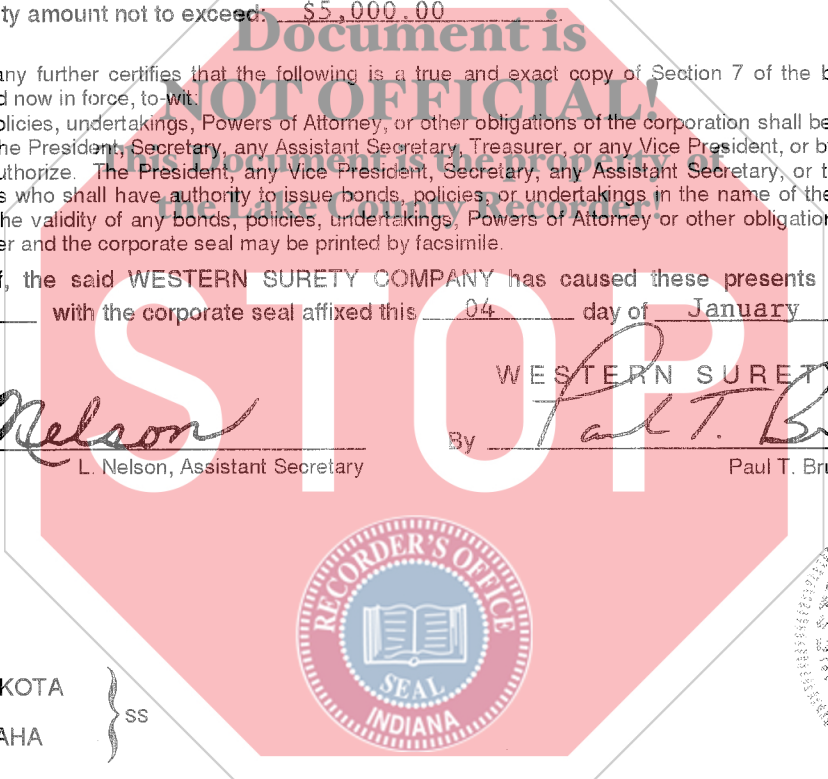 ty amount not to exceed: $5,000.00
Document is
any further certifies that the following is a true and exact copy of Section 7 of the b
d now in force, to-wit:
NOT OFFICIAL!
olicies, undertakings, Powers of Attorney, or other obligations of the corporation shall be
he President, Secretary, any Assistant Secretary, Treasurer, or any Vice President, or b
This Document is the property of
uthorize. The President, any Vice President, Secretary, any Assistant Secretary, or t
s who shall have authority to issue bonds, policies, or undertakings in the name of the
the Lake County Recorder!
he validity of any bonds, policies, undertakings, Powers of Attorney or other obligation
er and the corporate seal may be printed by facsimile.
f, the said WESTERN SURETY COMPANY has caused these presents
with the corporate seal affixed this 04 day of January
STOP
WESTERN SURETY
Nelson
By Paul T. Br
L. Nelson, Assistant Secretary
Paul T. Bru
RECORDER'S OFFICE
SEAL
INDIANA
KOTA
ss
AHA